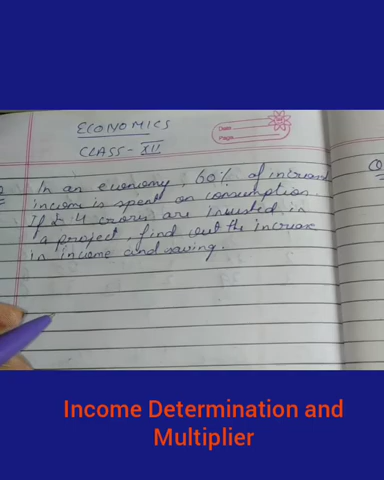 ECONOMICS
CLASS - XII
Date
Page
Q
In an economy, 60% of increased
income is spent on consumption
If ₹ 4 crores are invested in
a project, find out the increase
in income and saving.
Income Determination and
Multiplier